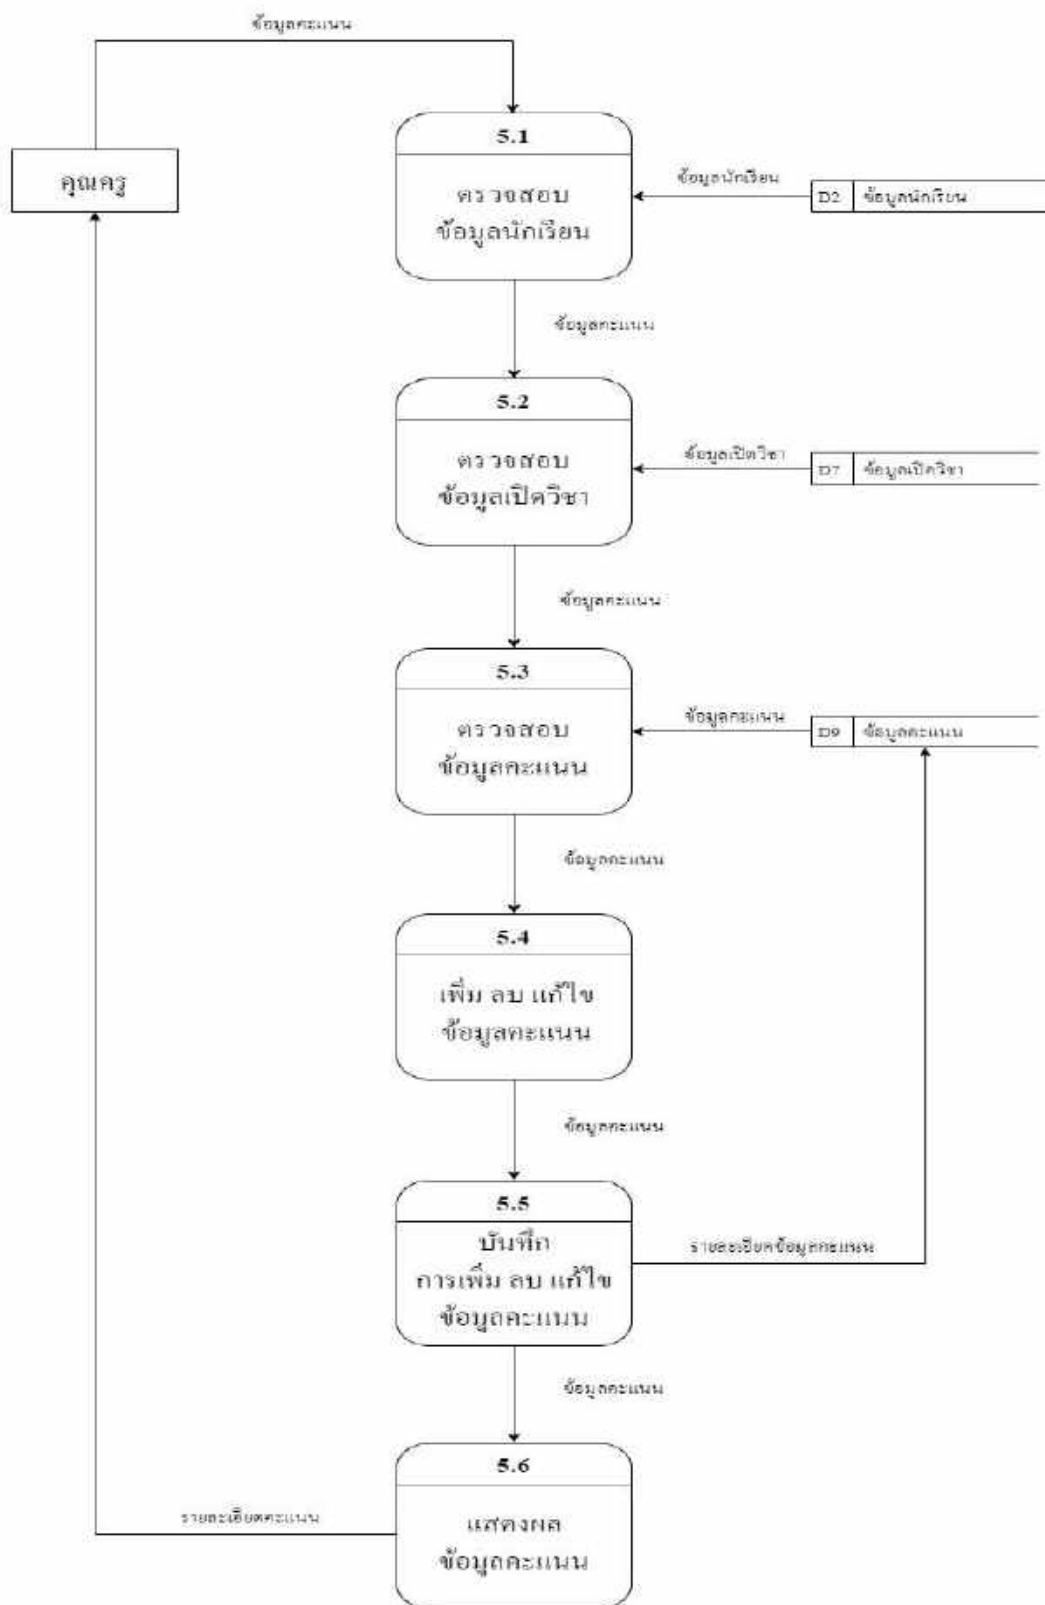 ข้อมูลคะแนน
5.1
คุณครู
ตรวจสอบ
ข้อมูลนักเรียน
ข้อมูลนักเรียน
D2 ข้อมูลนักเรียน
ข้อมูลคะแนน
5.2
ตรวจสอบ
ข้อมูลเปิดวิชา
ข้อมูลเปิดวิชา
D7 ข้อมูลเปิดวิชา
ข้อมูลคะแนน
5.3
ตรวจสอบ
ข้อมูลคะแนน
ข้อมูลคะแนน
D9 ข้อมูลคะแนน
ข้อมูลคะแนน
5.4
เพิ่ม ลบ แก้ไข
ข้อมูลคะแนน
ข้อมูลคะแนน
5.5
บันทึก
การเพิ่ม ลบ แก้ไข
ข้อมูลคะแนน
รายละเอียดข้อมูลคะแนน
ข้อมูลคะแนน
5.6
แสดงผล
ข้อมูลคะแนน
รายละเอียดคะแนน